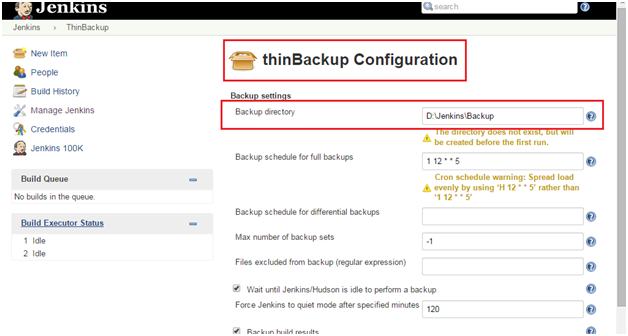 Jenkins
search
Jenkins › ThinBackup
New Item
People
Build History
Manage Jenkins
Credentials
Jenkins 100K
Build Queue
No builds in the queue.
Build Executor Status
1 Idle
2 Idle
thinBackup Configuration
Backup settings
Backup directory
D:\Jenkins\Backup
The directory does not exist, but will
be created before the first run.
Backup schedule for full backups
1 12 * * 5
Cron schedule warning: Spread load
evenly by using 'H 12 * * 5' rather than
'1 12 * * 5'
Backup schedule for differential backups
Max number of backup sets
-1
Files excluded from backup (regular expression)
Wait until Jenkins/Hudson is idle to perform a backup
Force Jenkins to quiet mode after specified minutes
120
Backup build results